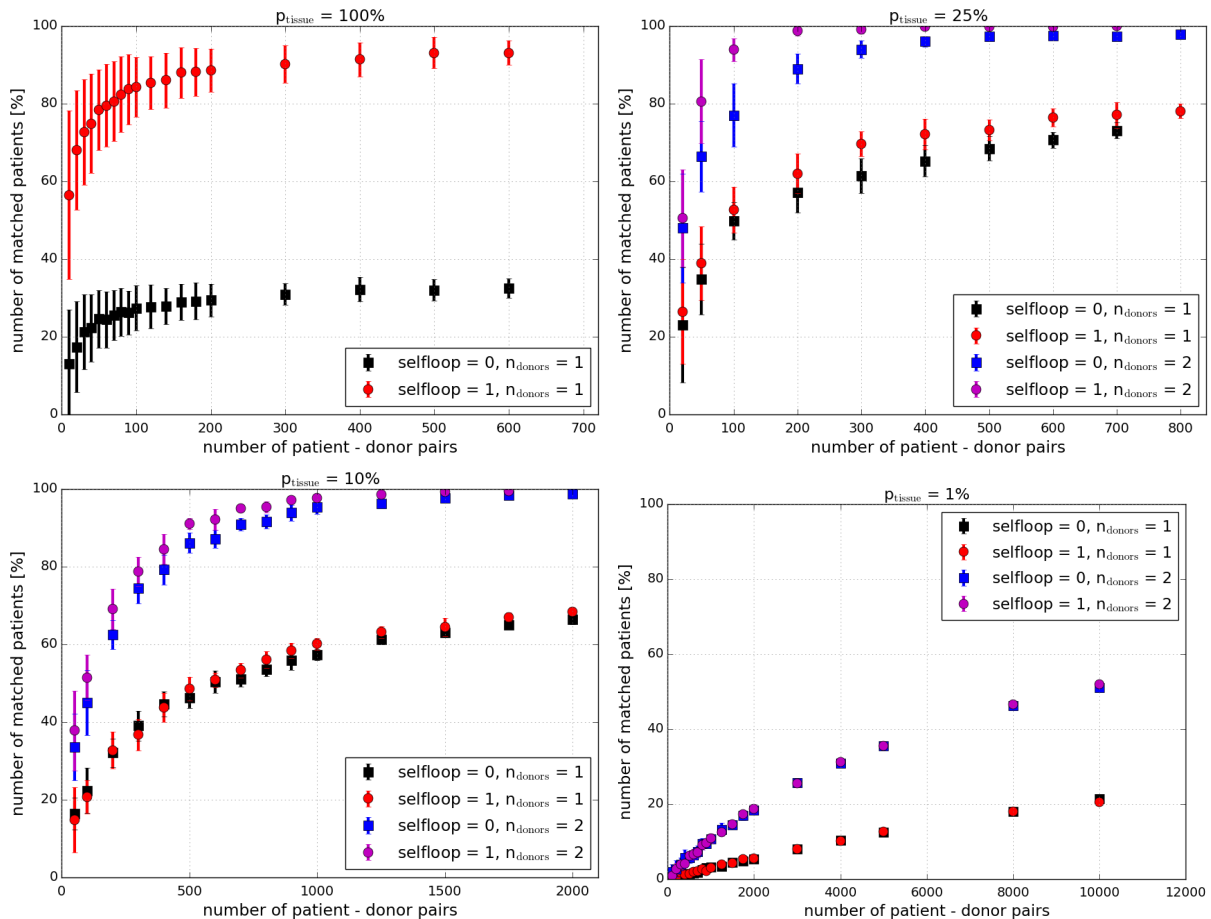 p_tissue = 100%
number of matched patients [%]
100
80
60
40
20
0
selfloop = 0, n_donors = 1
selfloop = 1, n_donors = 1
0 100 200 300 400 500 600 700
number of patient - donor pairs
p_tissue = 25%
number of matched patients [%]
100
80
60
40
20
0
selfloop = 0, n_donors = 1
selfloop = 1, n_donors = 1
selfloop = 0, n_donors = 2
selfloop = 1, n_donors = 2
0 100 200 300 400 500 600 700 800
number of patient - donor pairs
p_tissue = 10%
number of matched patients [%]
100
80
60
40
20
0
selfloop = 0, n_donors = 1
selfloop = 1, n_donors = 1
selfloop = 0, n_donors = 2
selfloop = 1, n_donors = 2
0 500 1000 1500 2000
number of patient - donor pairs
p_tissue = 1%
number of matched patients [%]
100
80
60
40
20
0
selfloop = 0, n_donors = 1
selfloop = 1, n_donors = 1
selfloop = 0, n_donors = 2
selfloop = 1, n_donors = 2
0 2000 4000 6000 8000 10000 12000
number of patient - donor pairs